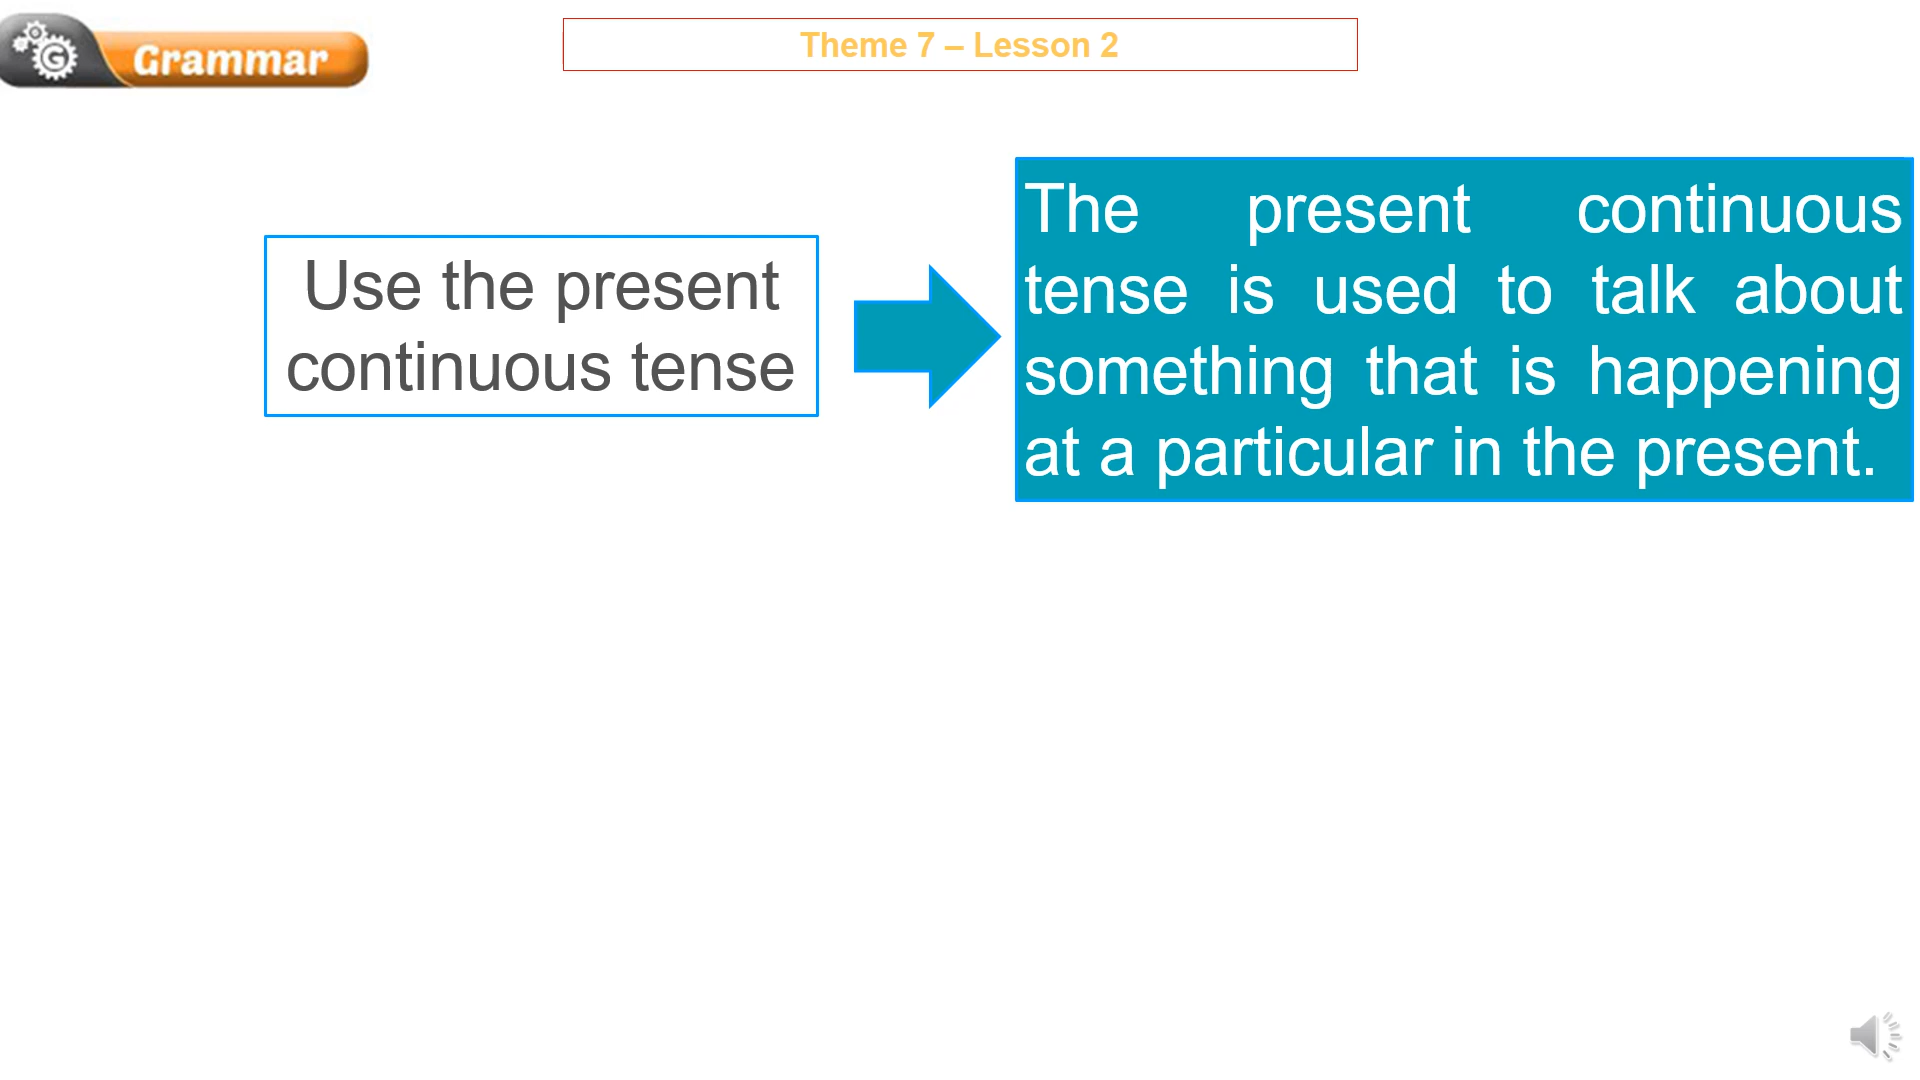 Grammar
Theme 7 – Lesson 2
Use the present
continuous tense
The present continuous
tense is used to talk about
something that is happening
at a particular in the present.